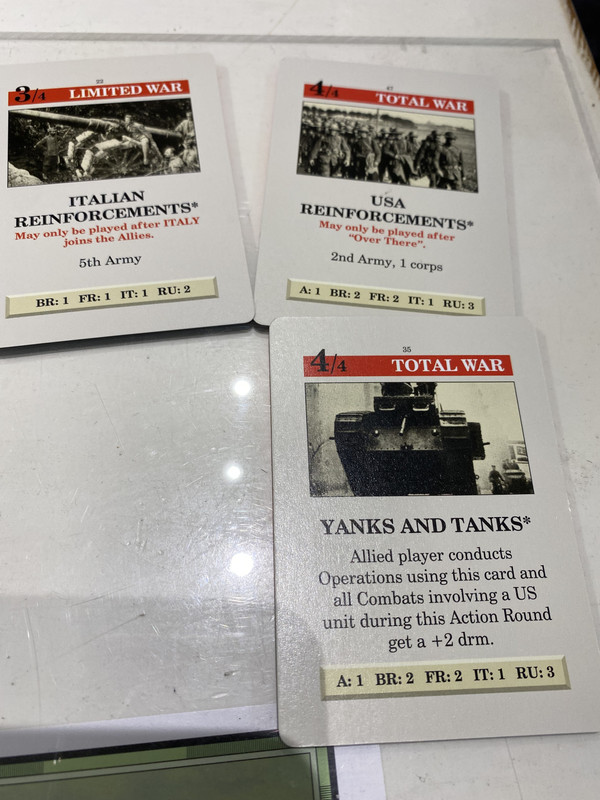 22
3/4 LIMITED WAR
ITALIAN
REINFORCEMENTS*
May only be played after ITALY
joins the Allies.
5th Army
BR: 1 FR: 1 IT: 1 RU: 2
47
4/4 TOTAL WAR
USA
REINFORCEMENTS*
May only be played after
"Over There".
2nd Army, 1 corps
A: 1 BR: 2 FR: 2 IT: 1 RU: 3
35
4/4 TOTAL WAR
YANKS AND TANKS*
Allied player conducts
Operations using this card and
all Combats involving a US
unit during this Action Round
get a +2 drm.
A: 1 BR: 2 FR: 2 IT: 1 RU: 3